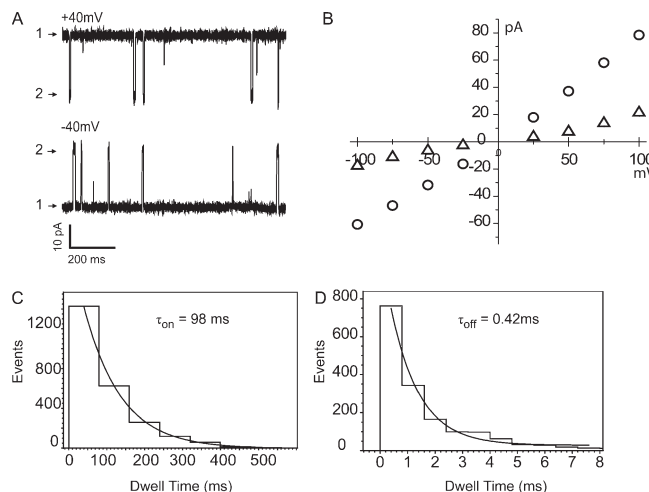 A
+40mV
1
2
-40mV
2
1
10 pA
200 ms
B
pA
80
60
40
20
0
-20
-40
-60
-100
-50
50
100
mV
C
τon = 98 ms
1200
800
400
0
Events
0 100 200 300 400 500
Dwell Time (ms)
D
τoff = 0.42ms
800
600
400
200
0
Events
0 1 2 3 4 5 6 7 8
Dwell Time (ms)